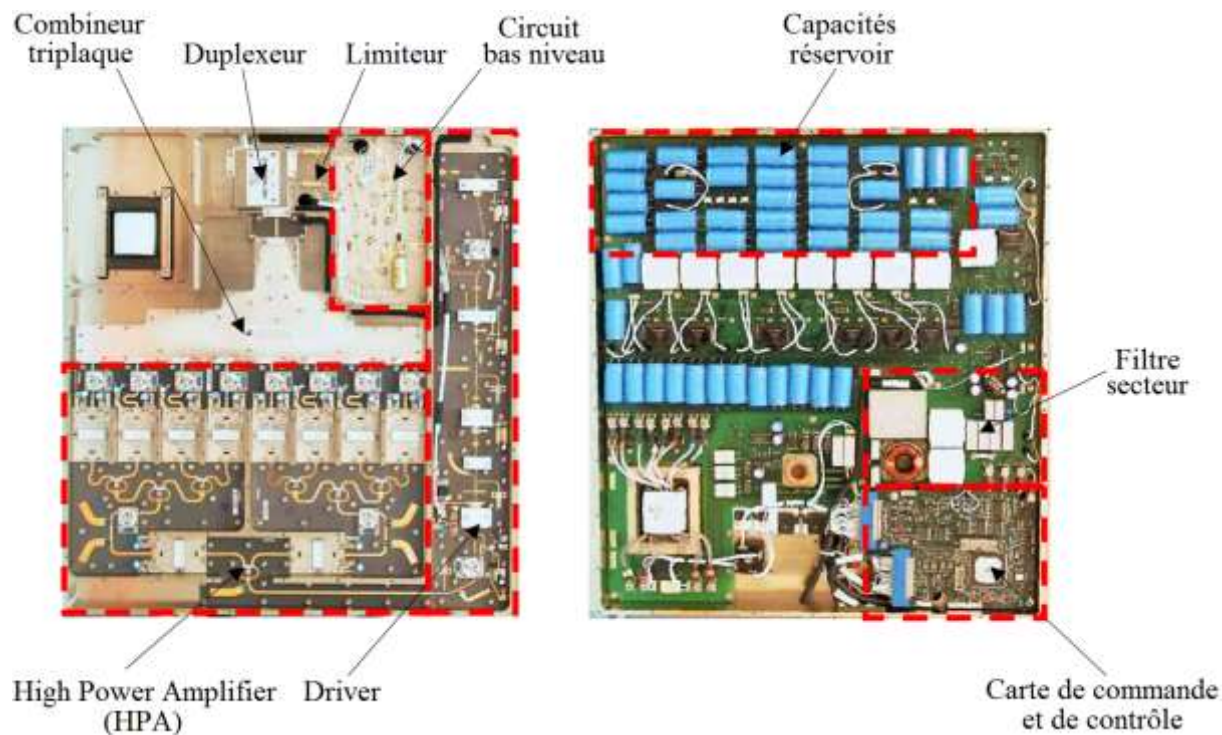 Combineur
triplaque
Duplexeur
Limiteur
Circuit
bas niveau
Capacités
réservoir
Filtre
secteur
High Power Amplifier
(HPA)
Driver
Carte de commande
et de contrôle